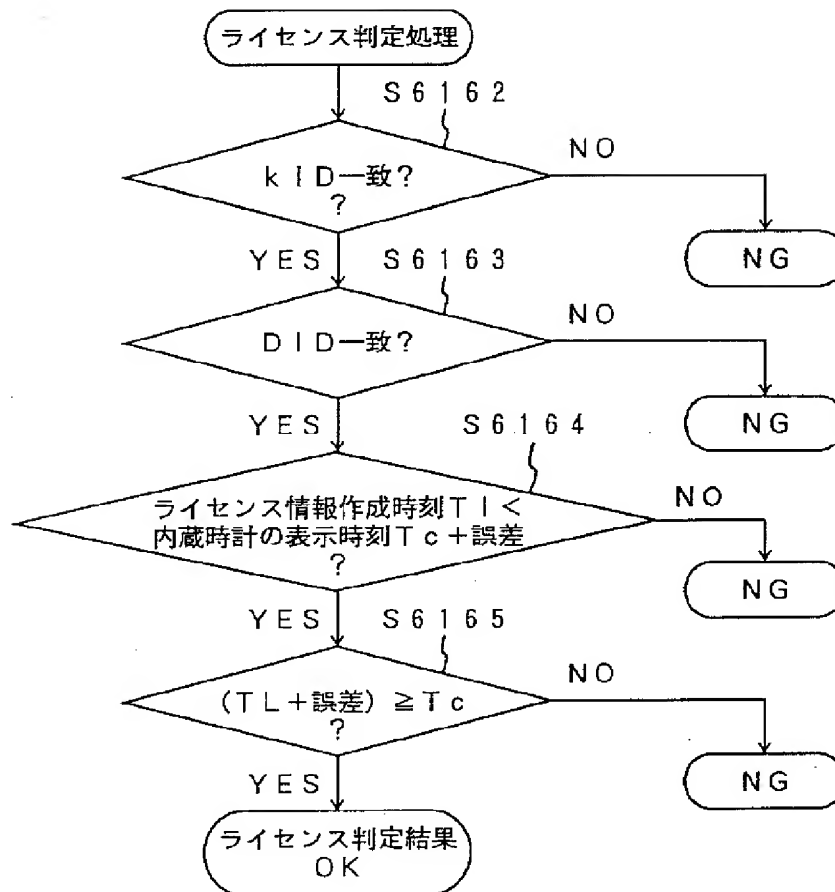 ライセンス判定処理
S6162
kID一致?
?
NO
NG
YES
S6163
DID一致?
NO
NG
YES
S6164
ライセンス情報作成時刻Tl<
内蔵時計の表示時刻Tc+誤差
?
NO
NG
YES
S6165
(TL+誤差)≧Tc
?
NO
NG
YES
ライセンス判定結果
OK